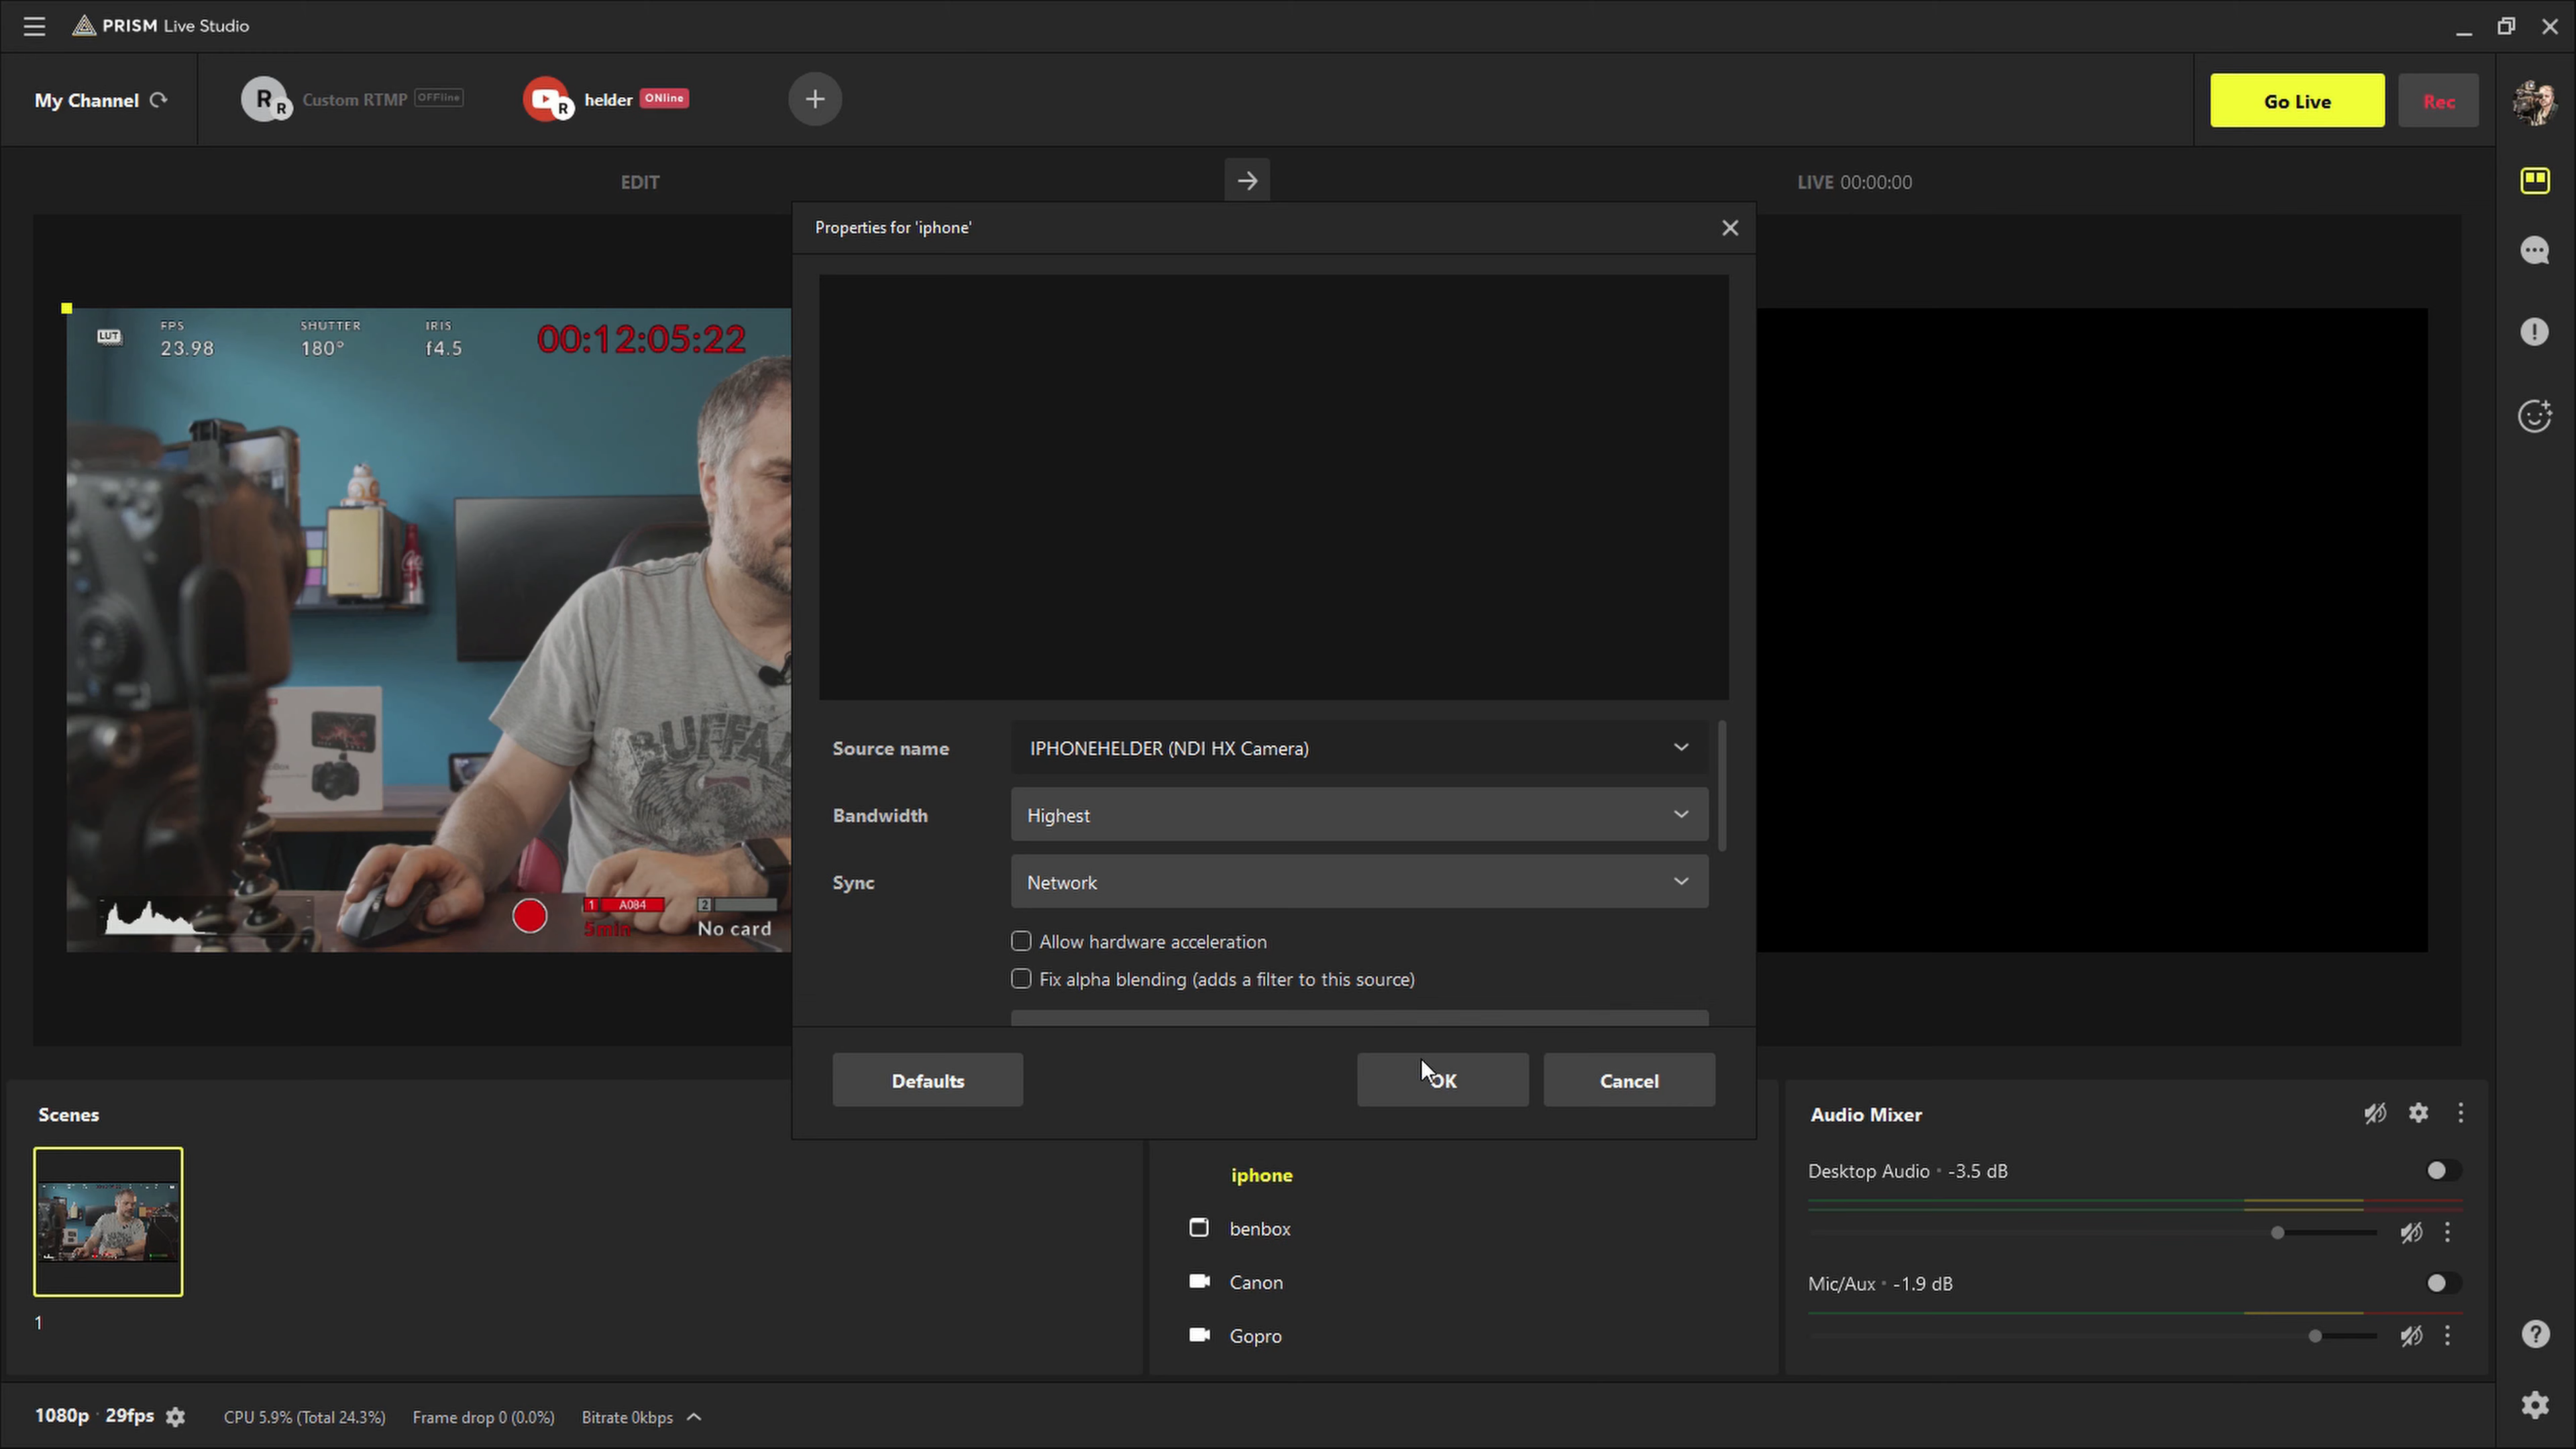 PRISM Live Studio
My Channel
R R Custom RTMP OFFline
R helder ONline
Go Live
Rec
EDIT
LIVE 00:00:00
Properties for 'iphone'
LUT
FPS
23.98
SHUTTER
180°
IRIS
f4.5
00:12:05:22
BUFFA
1 A084
5min
2
No card
Source name
IPHONEHELDER (NDI HX Camera)
Bandwidth
Highest
Sync
Network
Allow hardware acceleration
Fix alpha blending (adds a filter to this source)
Defaults
OK
Cancel
Scenes
1
iphone
benbox
Canon
Gopro
Audio Mixer
Desktop Audio • -3.5 dB
Mic/Aux • -1.9 dB
1080p · 29fps
CPU 5.9% (Total 24.3%)
Frame drop 0 (0.0%)
Bitrate 0kbps